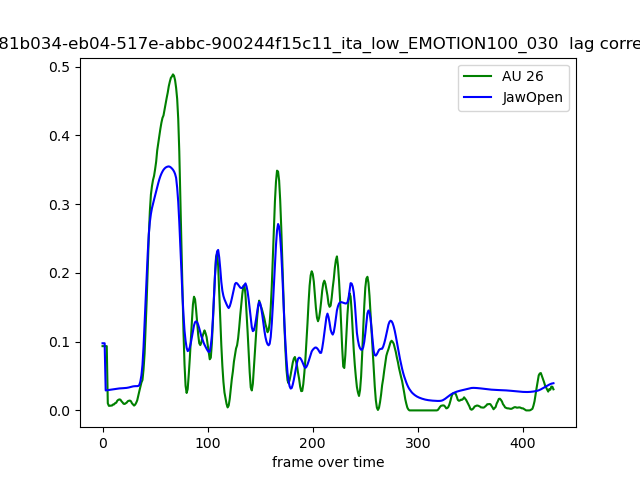 81b034-eb04-517e-abbc-900244f15c11_ita_low_EMOTION100_030 lag corre
AU 26
JawOpen
0.5
0.4
0.3
0.2
0.1
0.0
0 100 200 300 400
frame over time